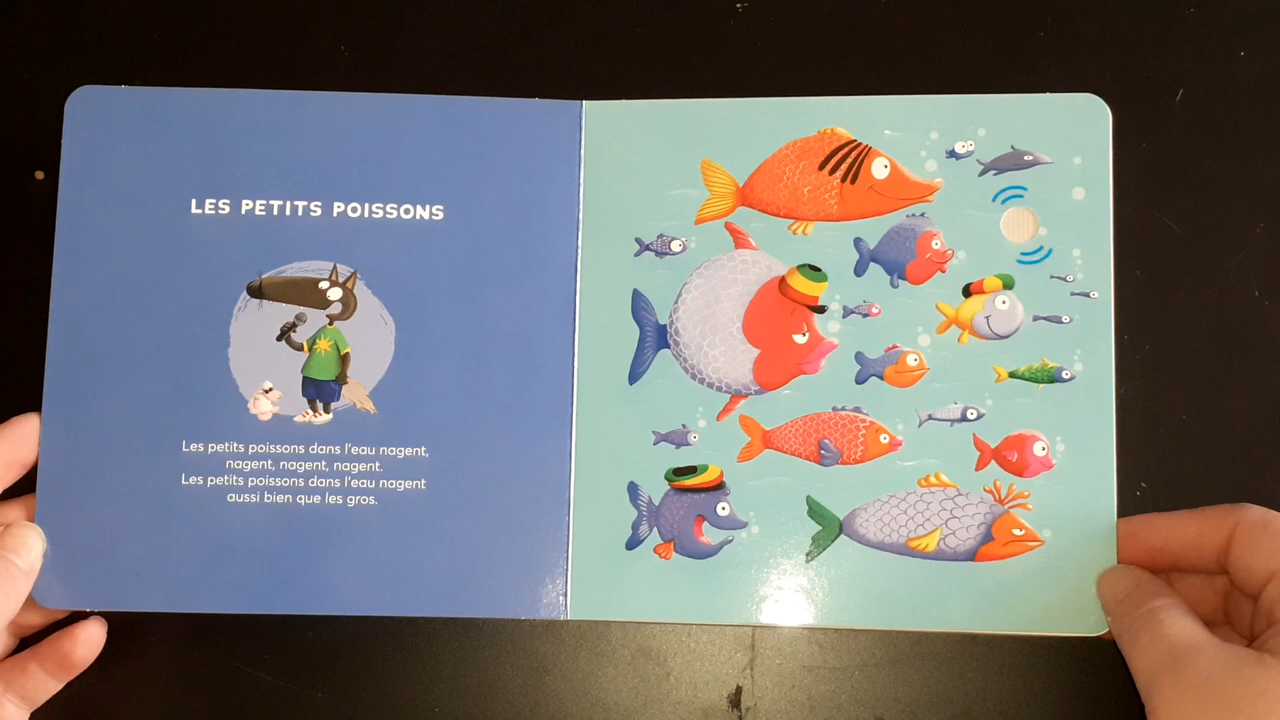 LES PETITS POISSONS
Les petits poissons dans l'eau nagent,
nagent, nagent, nagent.
Les petits poissons dans l'eau nagent
aussi bien que les gros.